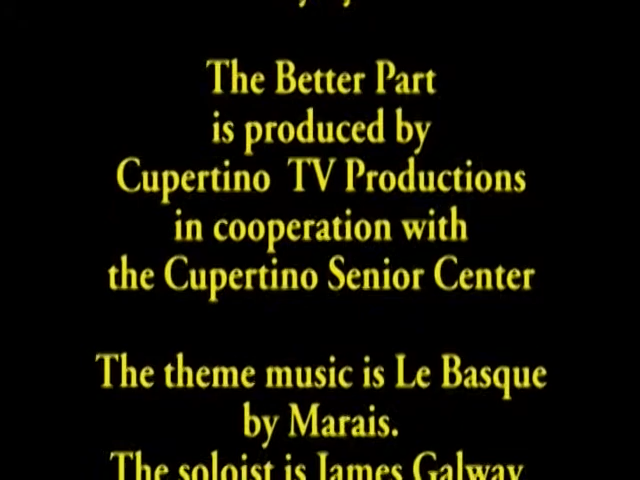 The Better Part
is produced by
Cupertino TV Productions
in cooperation with
the Cupertino Senior Center
The theme music is Le Basque
by Marais.
The soloist is James Galway